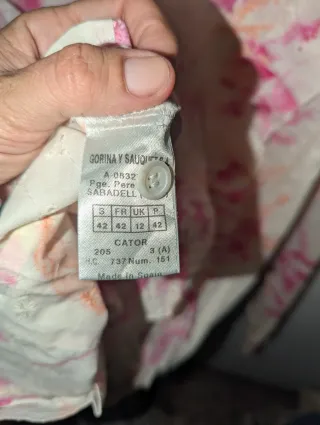 GORINA Y SAUQUET S.A
A 0832
Pge. Pere
SABADELL
S FR UK P.
42 42 12 42
CATOR
205 3 (A)
H.C. 737 Num. 151
Made in Spain